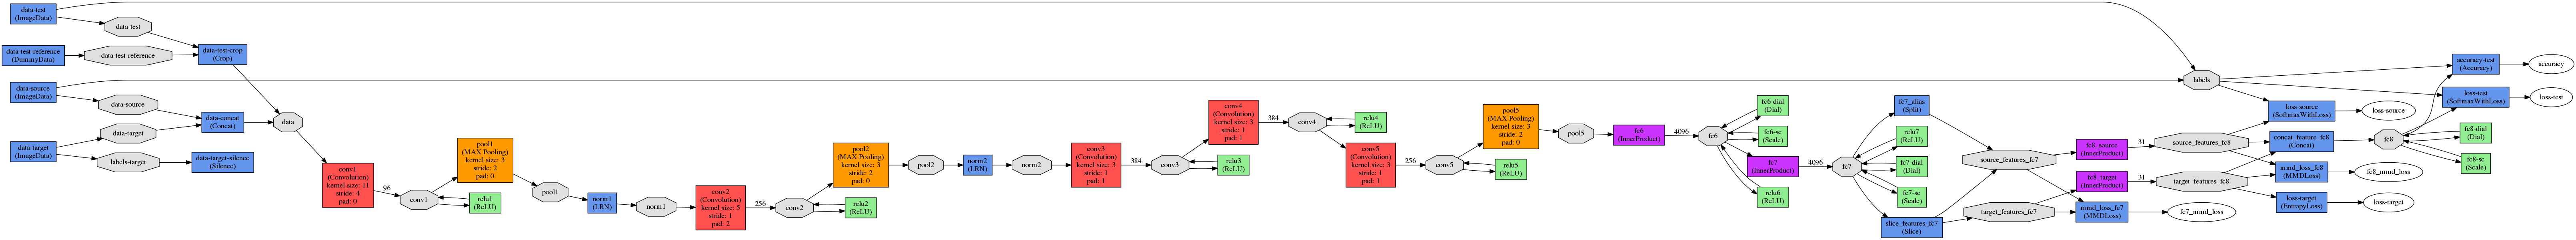 data-test
(ImageData)
data-test
data-test-reference
(DummyData)
data-test-reference
data-test-crop
(Crop)
data-source
(ImageData)
data-source
data-target
data-concat
(Concat)
data
data-target
(ImageData)
labels-target
data-target-silence
(Silence)
conv1
(Convolution)
kernel size: 11
stride: 4
pad: 0
96
conv1
pool1
(MAX Pooling)
kernel size: 3
stride: 2
pad: 0
relu1
(ReLU)
pool1
norm1
(LRN)
norm1
conv2
(Convolution)
kernel size: 5
stride: 1
pad: 2
256
conv2
pool2
(MAX Pooling)
kernel size: 3
stride: 2
pad: 0
relu2
(ReLU)
pool2
norm2
(LRN)
norm2
conv3
(Convolution)
kernel size: 3
stride: 1
pad: 1
384
conv3
relu3
(ReLU)
conv4
(Convolution)
kernel size: 3
stride: 1
pad: 1
384
conv4
relu4
(ReLU)
conv5
(Convolution)
kernel size: 3
stride: 1
pad: 1
256
conv5
relu5
(ReLU)
pool5
(MAX Pooling)
kernel size: 3
stride: 2
pad: 0
pool5
fc6
(InnerProduct)
4096
fc6
fc6-dial
(Dial)
fc6-sc
(Scale)
fc7
(InnerProduct)
relu6
(ReLU)
4096
fc7
fc7_alias
(Split)
relu7
(ReLU)
fc7-dial
(Dial)
fc7-sc
(Scale)
slice_features_fc7
(Slice)
source_features_fc7
target_features_fc7
fc8_source
(InnerProduct)
31
fc8_target
(InnerProduct)
31
mmd_loss_fc7
(MMDLoss)
fc7_mmd_loss
labels
source_features_fc8
target_features_fc8
loss-source
(SoftmaxWithLoss)
loss-source
concat_feature_fc8
(Concat)
mmd_loss_fc8
(MMDLoss)
fc8_mmd_loss
loss-target
(EntropyLoss)
loss-target
fc8
accuracy-test
(Accuracy)
accuracy
loss-test
(SoftmaxWithLoss)
loss-test
fc8-dial
(Dial)
fc8-sc
(Scale)